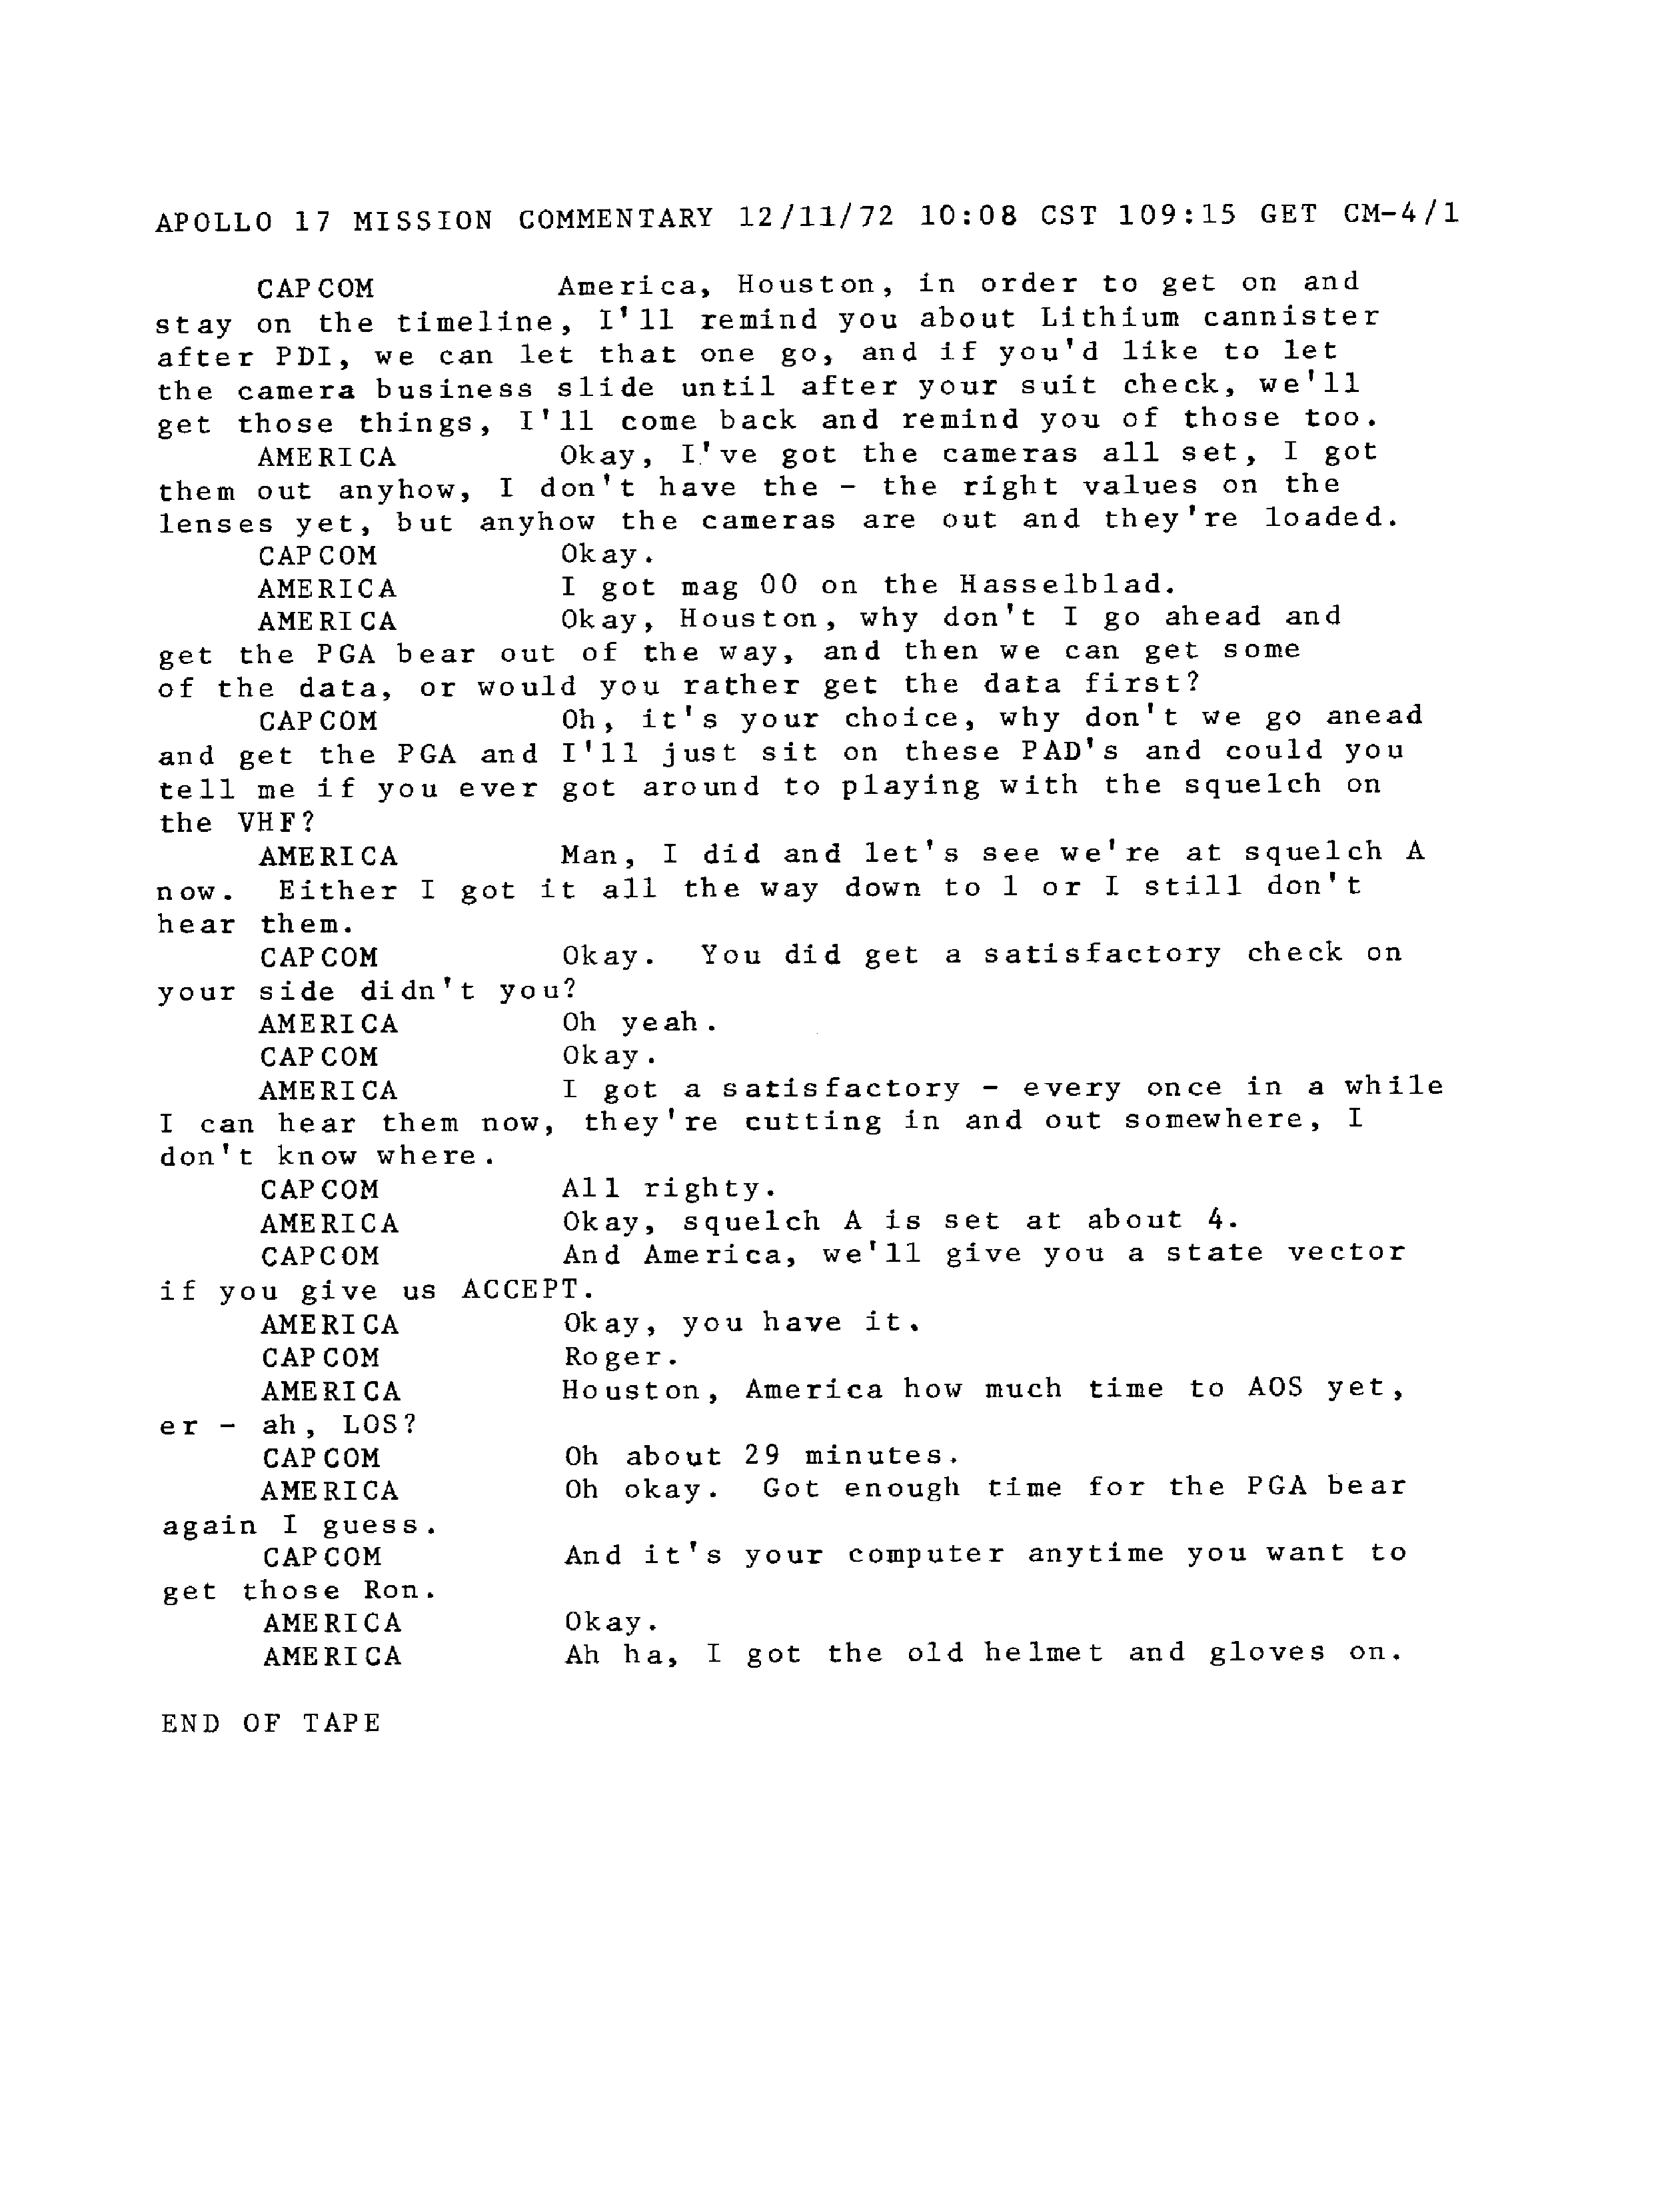 APOLLO 17 MISSION COMMENTARY 12/11/72 10:08 CST 109:15 GET CM-4/1
CAPCOM America, Houston, in order to get on and
stay on the timeline, I'll remind you about Lithium cannister
after PDI, we can let that one go, and if you'd like to let
the camera business slide until after your suit check, we'll
get those things, I'll come back and remind you of those too.
AMERICA Okay, I've got the cameras all set, I got
them out anyhow, I don't have the - the right values on the
lenses yet, but anyhow the cameras are out and they're loaded.
CAPCOM Okay.
AMERICA I got mag 00 on the Hasselblad.
AMERICA Okay, Houston, why don't I go ahead and
get the PGA bear out of the way, and then we can get some
of the data, or would you rather get the data first?
CAPCOM Oh, it's your choice, why don't we go anead
and get the PGA and I'll just sit on these PAD's and could you
tell me if you ever got around to playing with the squelch on
the VHF?
AMERICA Man, I did and let's see we're at squelch A
now. Either I got it all the way down to 1 or I still don't
hear them.
CAPCOM Okay. You did get a satisfactory check on
your side didn't you?
AMERICA Oh yeah.
CAPCOM Okay.
AMERICA I got a satisfactory - every once in a while
I can hear them now, they're cutting in and out somewhere, I
don't know where.
CAPCOM All righty.
AMERICA Okay, squelch A is set at about 4.
CAPCOM And America, we'll give you a state vector
if you give us ACCEPT.
AMERICA Okay, you have it.
CAPCOM Roger.
AMERICA Houston, America how much time to AOS yet,
er - ah, LOS?
CAPCOM Oh about 29 minutes.
AMERICA Oh okay. Got enough time for the PGA bear
again I guess.
CAPCOM And it's your computer anytime you want to
get those Ron.
AMERICA Okay.
AMERICA Ah ha, I got the old helmet and gloves on.
END OF TAPE